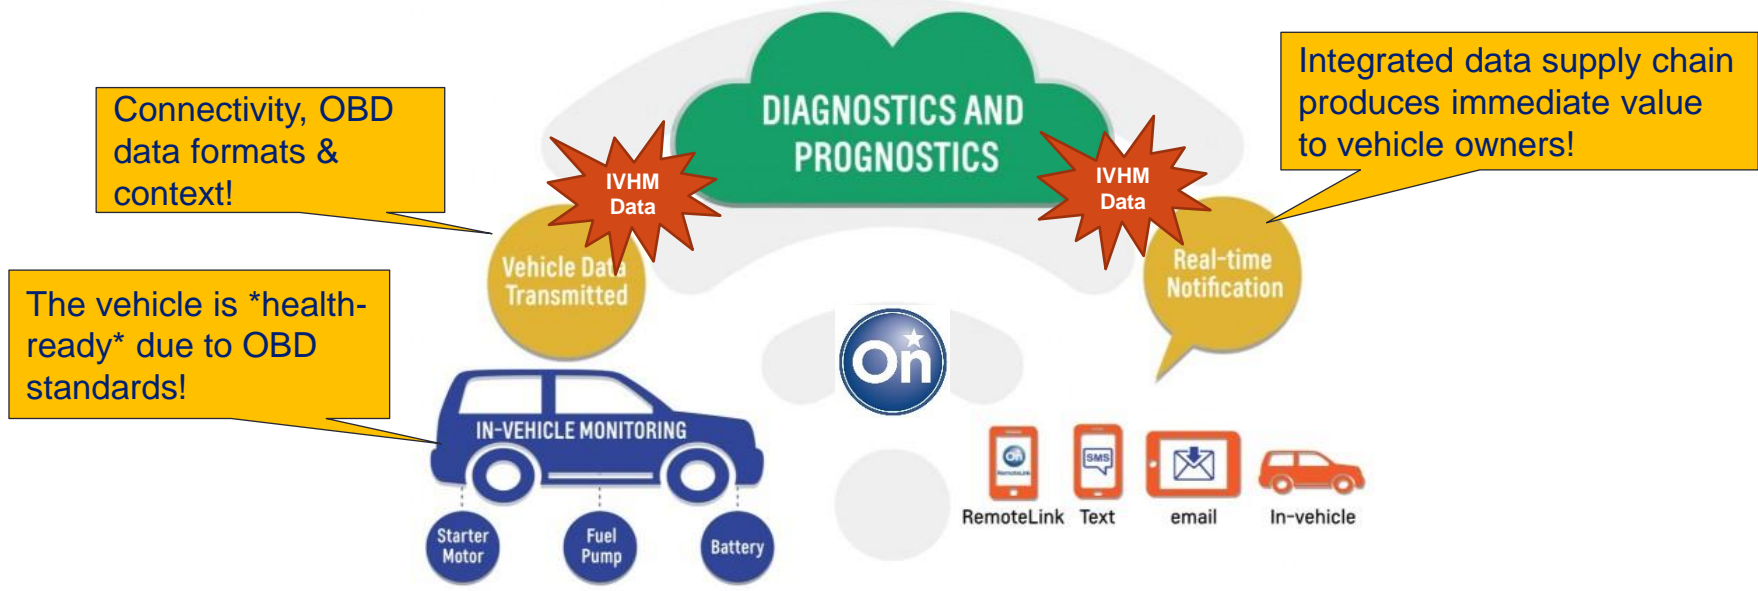 Connectivity, OBD
data formats &
context!
The vehicle is *health-
ready* due to OBD
standards!
IVHM
Data
DIAGNOSTICS AND
PROGNOSTICS
IVHM
Data
Integrated data supply chain
produces immediate value
to vehicle owners!
Vehicle Data
Transmitted
Real-time
Notification
On
IN-VEHICLE MONITORING
Starter
Motor
Fuel
Pump
Battery
On
RemoteLink
SMS
RemoteLink
Text
email
In-vehicle